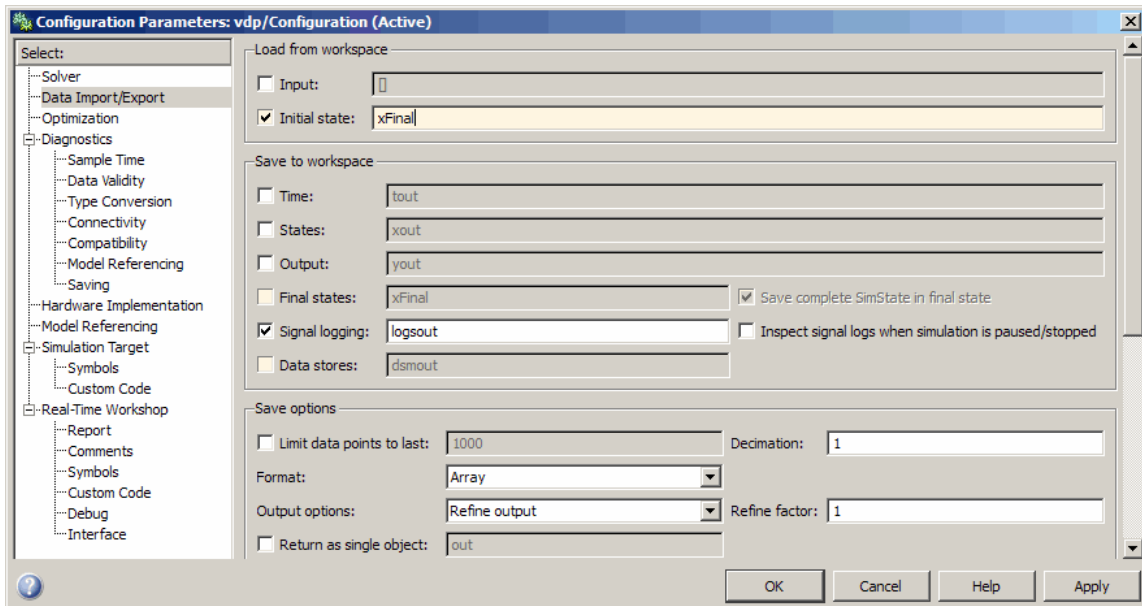 Configuration Parameters: vdp/Configuration (Active)
Select:
Solver
Data Import/Export
Optimization
Diagnostics
Sample Time
Data Validity
Type Conversion
Connectivity
Compatibility
Model Referencing
Saving
Hardware Implementation
Model Referencing
Simulation Target
Symbols
Custom Code
Real-Time Workshop
Report
Comments
Symbols
Custom Code
Debug
Interface
Load from workspace
Input: []
Initial state: xFinal
Save to workspace
Time: tout
States: xout
Output: yout
Final states: xFinal Save complete SimState in final state
Signal logging: logsout Inspect signal logs when simulation is paused/stopped
Data stores: dsmout
Save options
Limit data points to last: 1000 Decimation: 1
Format: Array
Output options: Refine output Refine factor: 1
Return as single object: out
OK Cancel Help Apply